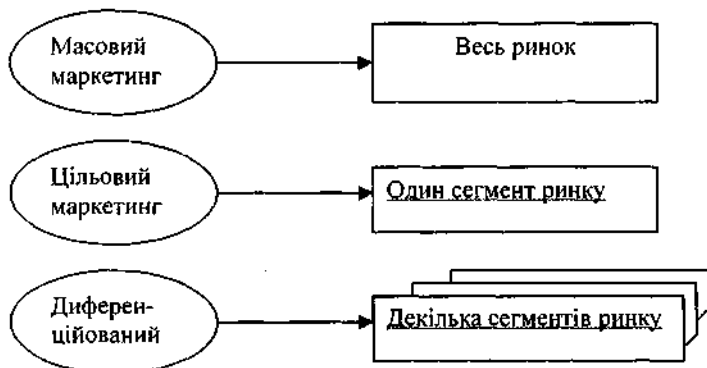 Масовий
маркетинг
Весь ринок
Цільовий
маркетинг
Один сегмент ринку
Диферен-
ційований
Декілька сегментів ринку